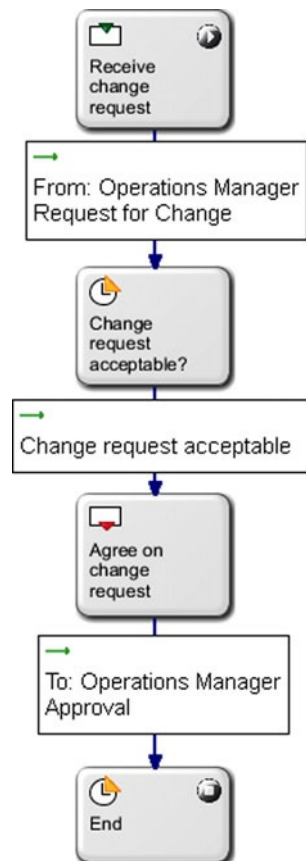 Receive
change
request
From: Operations Manager
Request for Change
Change
request
acceptable?
Change request acceptable
Agree on
change
request
To: Operations Manager
Approval
End